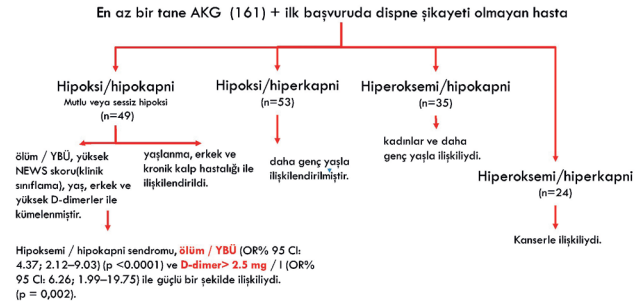 En az bir tane AKG (161) + ilk başvuruda dispne şikayeti olmayan hasta
Hipoksi/hipokapni
Mutlu veya sessiz hipoksi
(n=49)
Hipoksi/hiperkapni
(n=53)
Hiperoksemi/hipokapni
(n=35)
Hiperoksemi/hiperkapni
(n=24)
ölüm / YBÜ, yüksek
NEWS skoru(klinik
sınıflama), yaş, erkek ve
yüksek D-dimerler ile
kümelenmiştir.
yaşlanma, erkek ve
kronik kalp hastalığı ile
ilişkilendirildi.
daha genç yaşla
ilişkilendirilmiştir.
kadınlar ve daha
genç yaşla ilişkiliydi.
Kanserle ilişkiliydi.
Hipoksemi / hipokapni sendromu, ölüm / YBÜ (OR% 95 CI:
4.37; 2.12–9.03) (p <0.0001) ve D-dimer> 2.5 mg / l (OR%
95 CI: 6.26; 1.99–19.75) ile güçlü bir şekilde ilişkiliydi.
(p = 0,002).